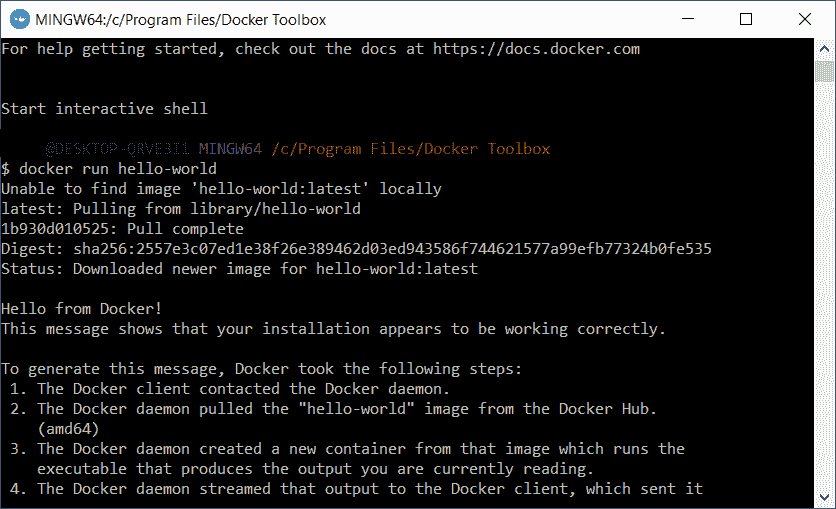 MINGW64:/c/Program Files/Docker Toolbox
For help getting started, check out the docs at https://docs.docker.com
Start interactive shell
@DESKTOP-QRVE3I1 MINGW64 /c/Program Files/Docker Toolbox
$ docker run hello-world
Unable to find image 'hello-world:latest' locally
latest: Pulling from library/hello-world
1b930d010525: Pull complete
Digest: sha256:2557e3c07ed1e38f26e389462d03ed943586f744621577a99efb77324b0fe535
Status: Downloaded newer image for hello-world:latest
Hello from Docker!
This message shows that your installation appears to be working correctly.
To generate this message, Docker took the following steps:
1. The Docker client contacted the Docker daemon.
2. The Docker daemon pulled the "hello-world" image from the Docker Hub.
(amd64)
3. The Docker daemon created a new container from that image which runs the
executable that produces the output you are currently reading.
4. The Docker daemon streamed that output to the Docker client, which sent it